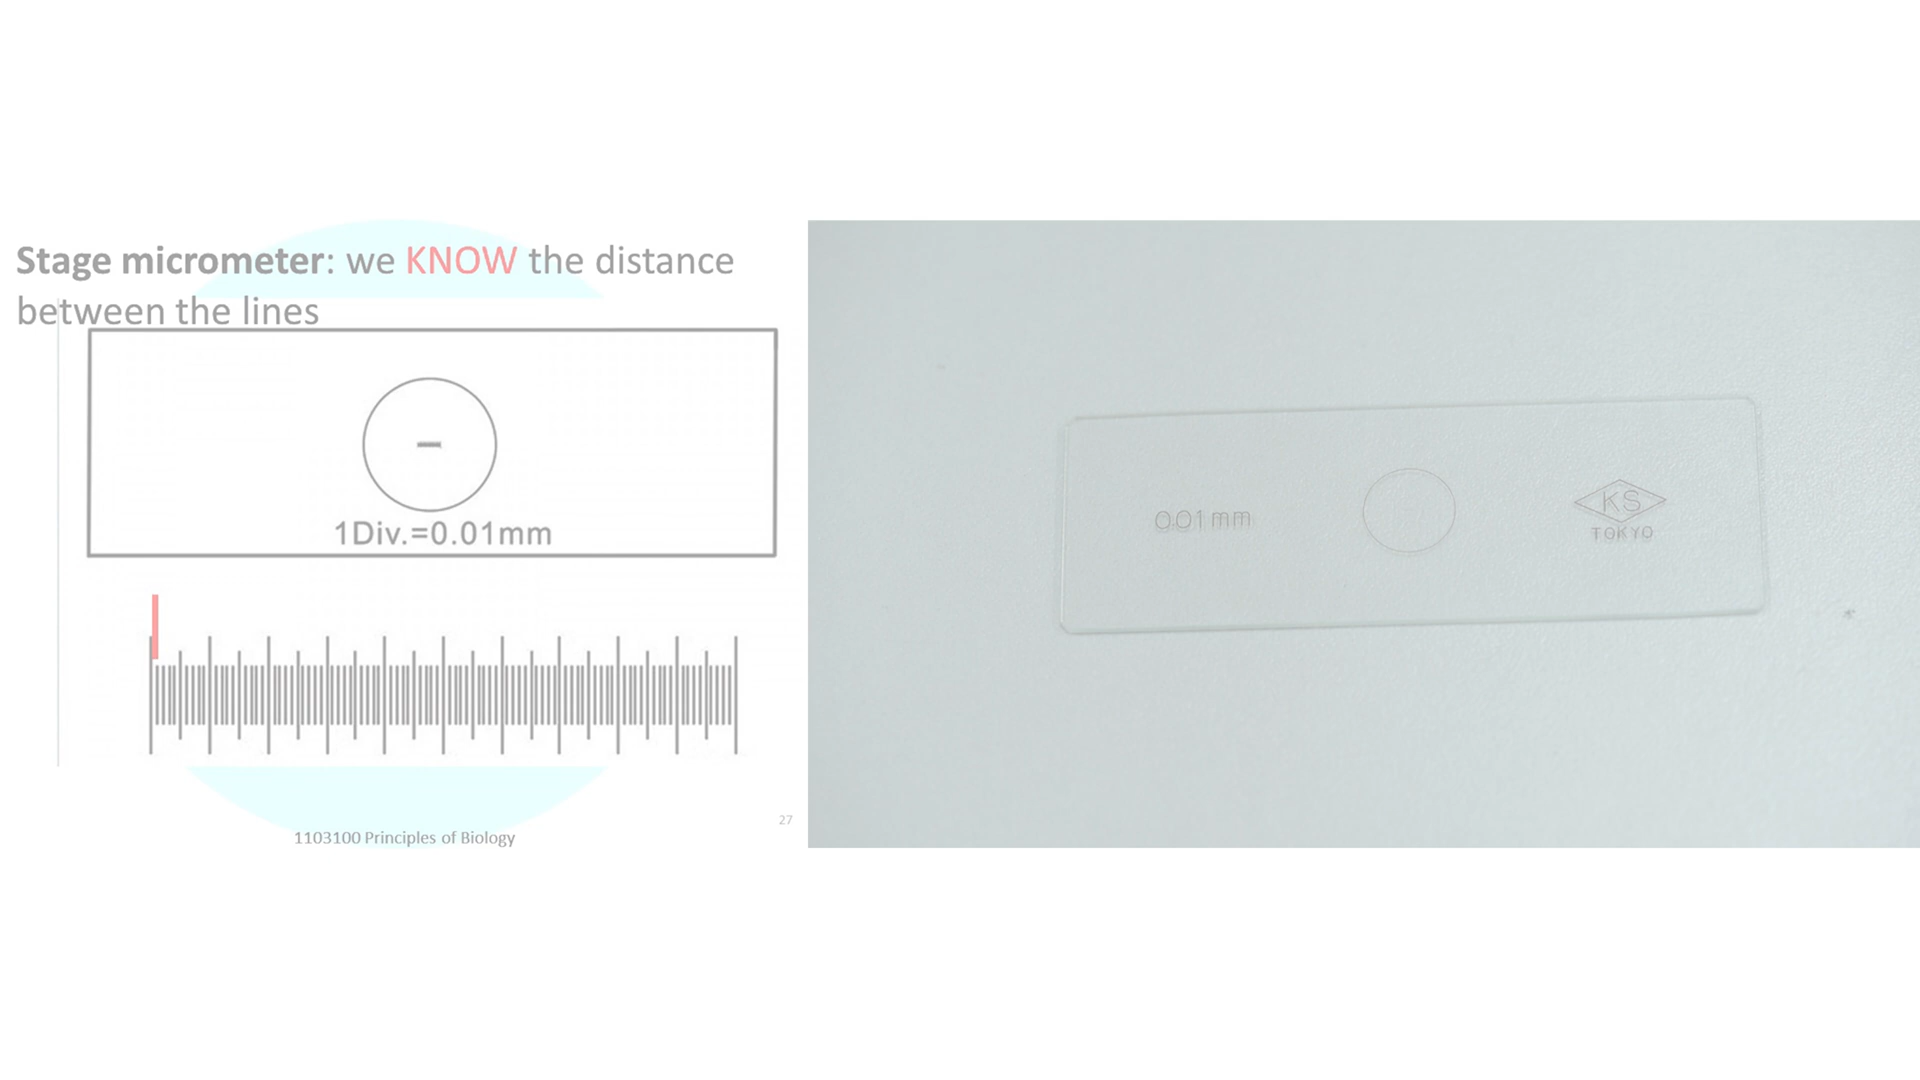 Stage micrometer: we KNOW the distance
between the lines
1Div.=0.01mm
27
1103100 Principles of Biology
0.01 mm
KS
TOKYO